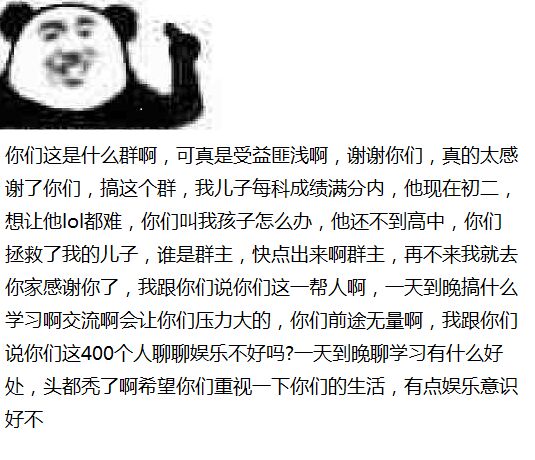 你们这是什么群啊，可真是受益匪浅啊，谢谢你们，真的太感
谢了你们，搞这个群，我儿子每科成绩满分内，他现在初二，
想让他lol都难，你们叫我孩子怎么办，他还不到高中，你们
拯救了我的儿子，谁是群主，快点出来啊群主，再不来我就去
你家感谢你了，我跟你们说你们这一帮人啊，一天到晚搞什么
学习啊交流啊会让你们压力大的，你们前途无量啊，我跟你们
说你们这400个人聊聊娱乐不好吗?一天到晚聊学习有什么好
处，头都秃了啊希望你们重视一下你们的生活，有点娱乐意识
好不